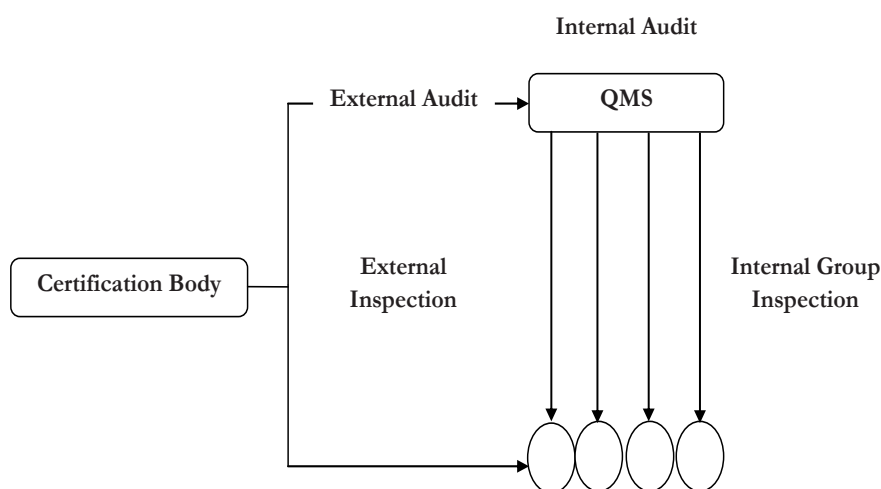 Internal Audit
External Audit
QMS
Certification Body
External
Inspection
Internal Group
Inspection